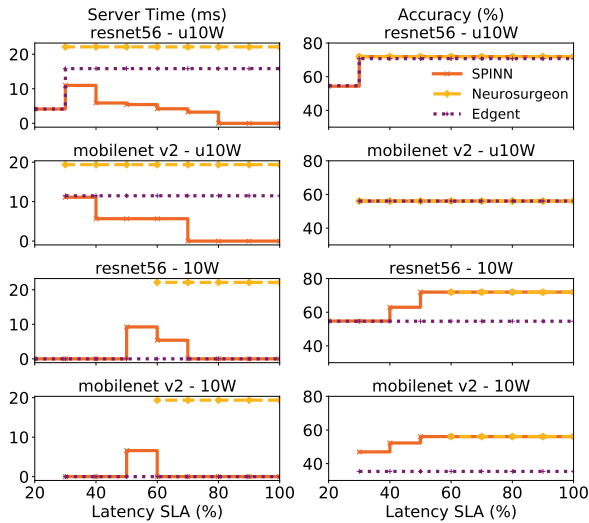 Server Time (ms)
resnet56 - u10W
20
10
0
Accuracy (%)
resnet56 - u10W
80
60
40
SPINN
Neurosurgeon
Edgent
mobilenet v2 - u10W
20
10
0
mobilenet v2 - u10W
80
60
40
resnet56 - 10W
20
10
0
resnet56 - 10W
80
60
40
mobilenet v2 - 10W
20
10
0
20 40 60 80 100
Latency SLA (%)
mobilenet v2 - 10W
80
60
40
20 40 60 80 100
Latency SLA (%)